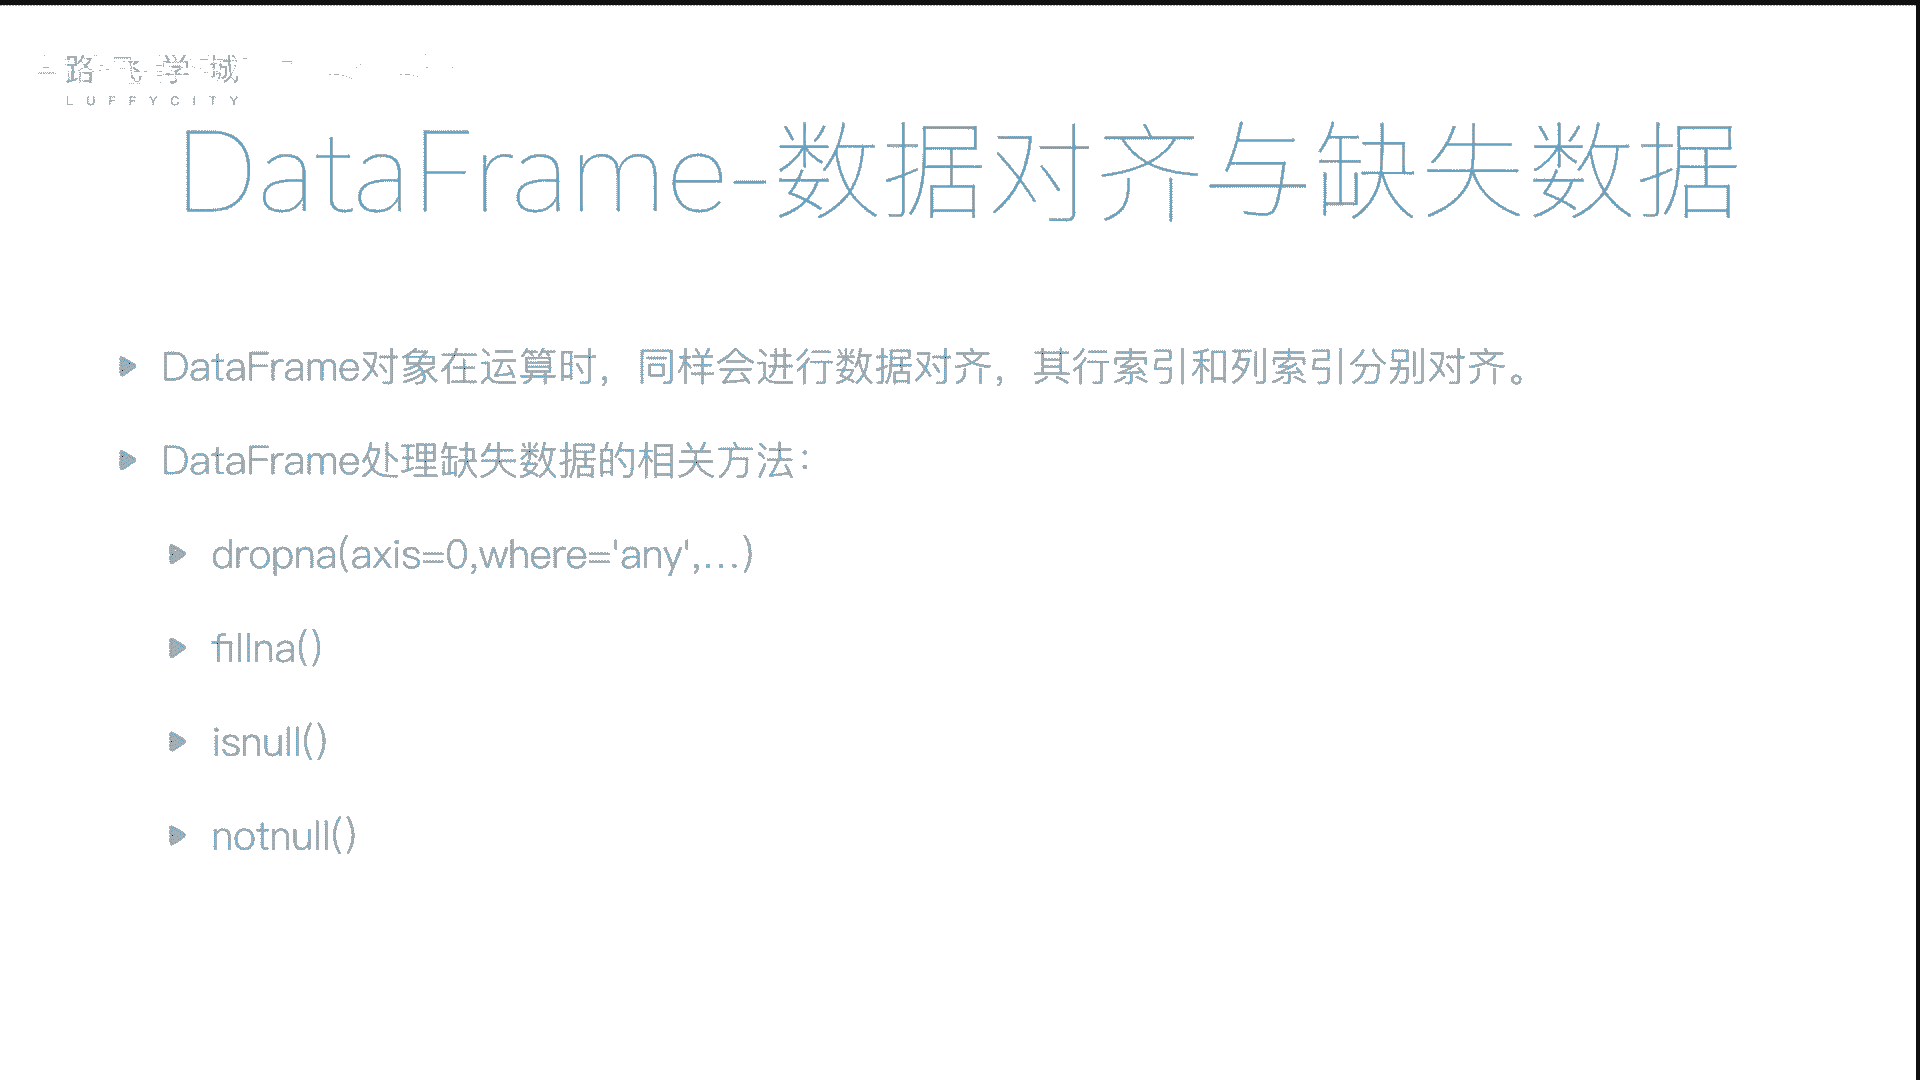 路飞学城
LUFFYCITY
DataFrame-数据对齐与缺失数据
DataFrame对象在运算时，同样会进行数据对齐，其行索引和列索引分别对齐。
DataFrame处理缺失数据的相关方法：
dropna(axis=0,where='any',...)
fillna()
isnull()
notnull()